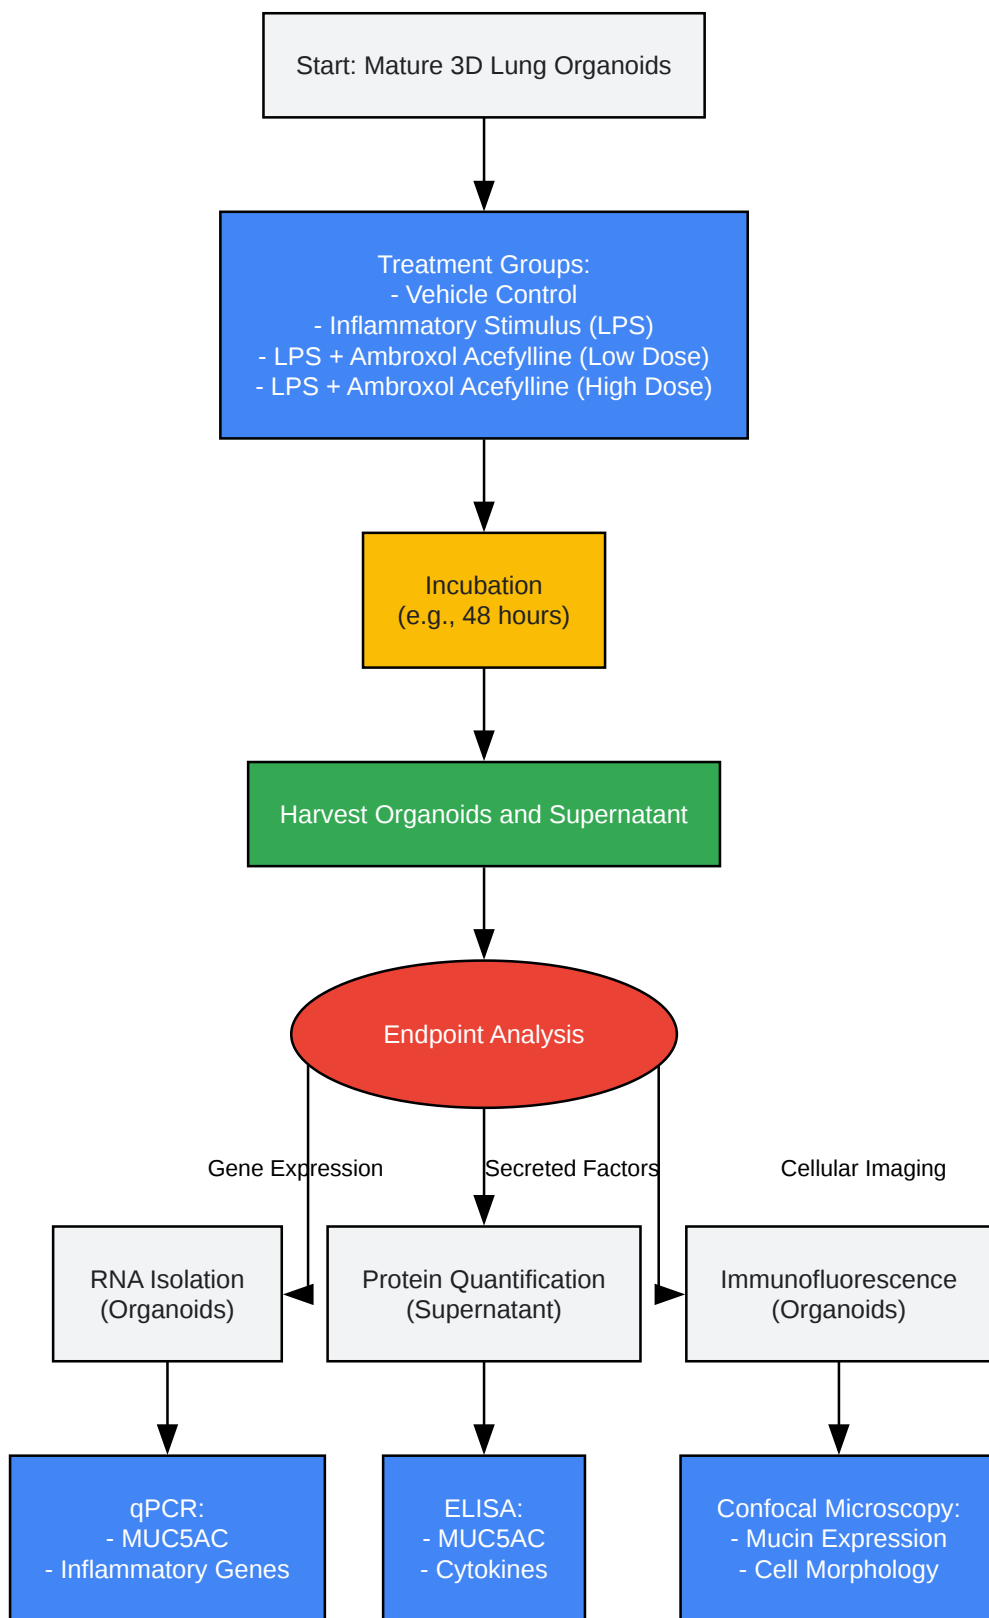 Start: Mature 3D Lung Organoids
Treatment Groups:
- Vehicle Control
- Inflammatory Stimulus (LPS)
- LPS + Ambroxol Acefylline (Low Dose)
- LPS + Ambroxol Acefylline (High Dose)
Incubation
(e.g., 48 hours)
Harvest Organoids and Supernatant
Endpoint Analysis
Gene Expression
Secreted Factors
Cellular Imaging
RNA Isolation
(Organoids)
Protein Quantification
(Supernatant)
Immunofluorescence
(Organoids)
qPCR:
- MUC5AC
- Inflammatory Genes
ELISA:
- MUC5AC
- Cytokines
Confocal Microscopy:
- Mucin Expression
- Cell Morphology